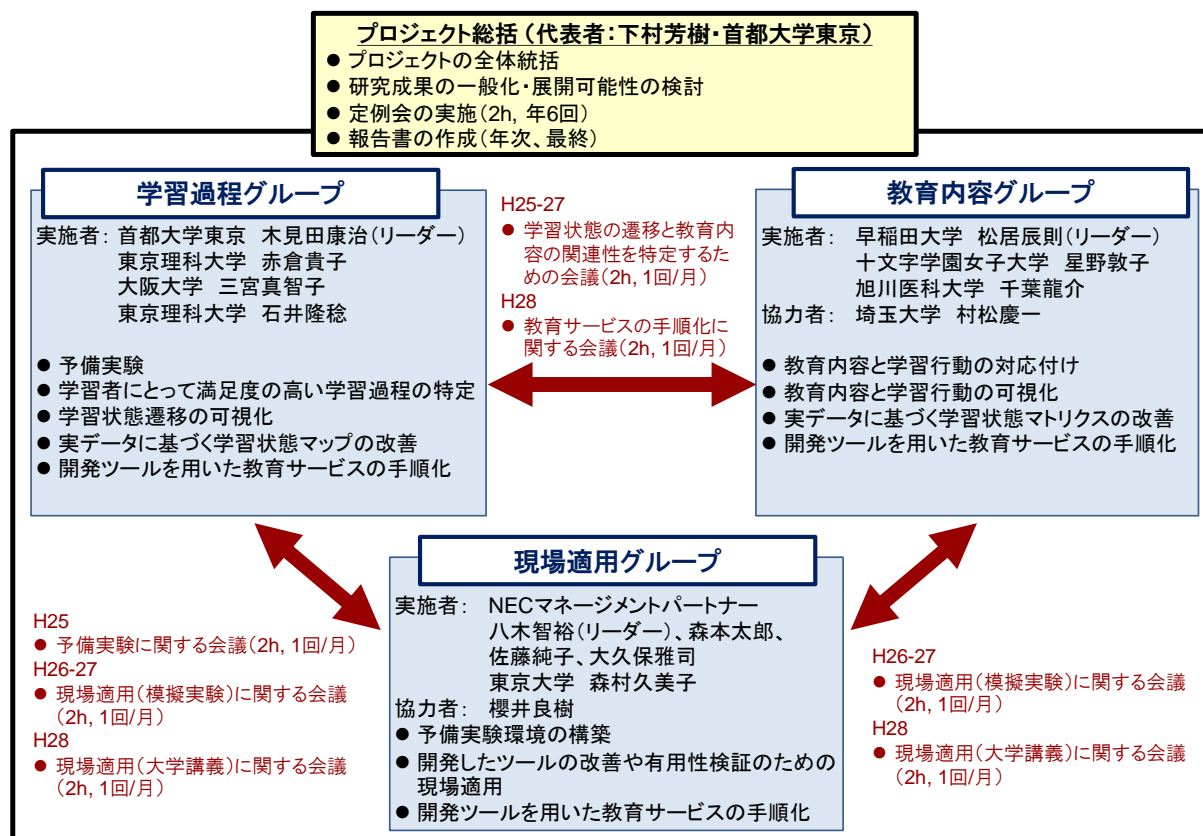 プロジェクト総括（代表者：下村芳樹・首都大学東京）
● プロジェクトの全体統括
● 研究成果の一般化・展開可能性の検討
● 定例会の実施（2h, 年6回）
● 報告書の作成（年次、最終）
学習過程グループ
実施者： 首都大学東京　木見田康治（リーダー）
東京理科大学　赤倉貴子
大阪大学　三宮真智子
東京理科大学　石井隆稔
● 予備実験
● 学習者にとって満足度の高い学習過程の特定
● 学習状態遷移の可視化
● 実データに基づく学習状態マップの改善
● 開発ツールを用いた教育サービスの手順化
H25-27
● 学習状態の遷移と教育内
容の関連性を特定するた
めの会議（2h, 1回/月）
H28
● 教育サービスの手順化に
関する会議（2h, 1回/月）
教育内容グループ
実施者： 早稲田大学　松居辰則（リーダー）
十文字学園女子大学　星野敦子
旭川医科大学　千葉龍介
協力者： 埼玉大学　村松慶一
● 教育内容と学習行動の対応付け
● 教育内容と学習行動の可視化
● 実データに基づく学習状態マトリクスの改善
● 開発ツールを用いた教育サービスの手順化
H25
● 予備実験に関する会議（2h, 1回/月）
H26-27
● 現場適用（模擬実験）に関する会議
（2h, 1回/月）
H28
● 現場適用（大学講義）に関する会議
（2h, 1回/月）
現場適用グループ
実施者： NECマネージメントパートナー
八木智裕（リーダー）、森本太郎、
佐藤純子、大久保雅司
東京大学　森村久美子
協力者： 櫻井良樹
● 予備実験環境の構築
● 開発したツールの改善や有用性検証のための
現場適用
● 開発ツールを用いた教育サービスの手順化
H26-27
● 現場適用（模擬実験）に関する会議
（2h, 1回/月）
H28
● 現場適用（大学講義）に関する会議
（2h, 1回/月）